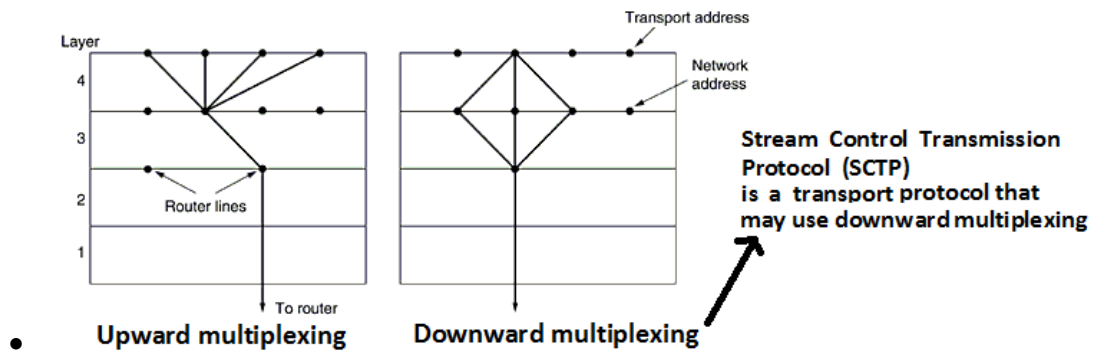 Transport address
Layer
Network
address
4
3
Stream Control Transmission
Protocol (SCTP)
is a transport protocol that
may use downward multiplexing
2
Router lines
1
To router
Upward multiplexing
Downward multiplexing